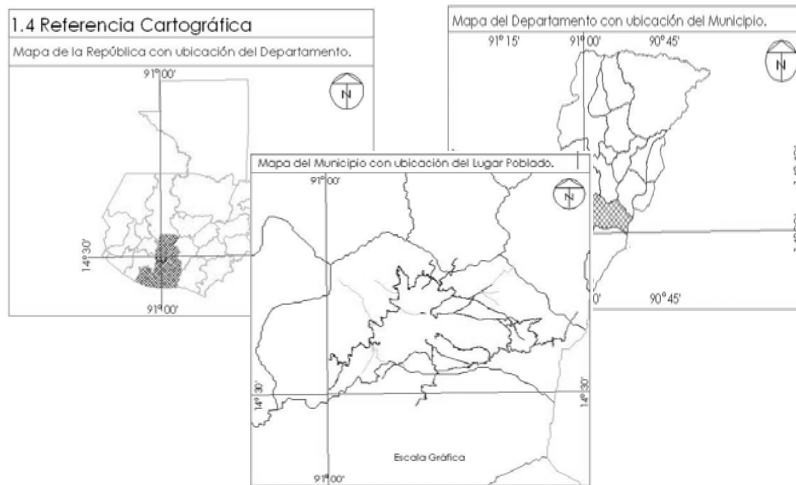 1.4 Referencia Cartográfica
Mapa de la República con ubicación del Departamento.
91° 00'
N
14° 30'
91° 00'
Mapa del Departamento con ubicación del Municipio.
91° 15'
91° 00'
90° 45'
N
90° 45'
Mapa del Municipio con ubicación del Lugar Poblado.
91° 00'
N
14° 30'
14° 30'
Escala Gráfica
91° 00'